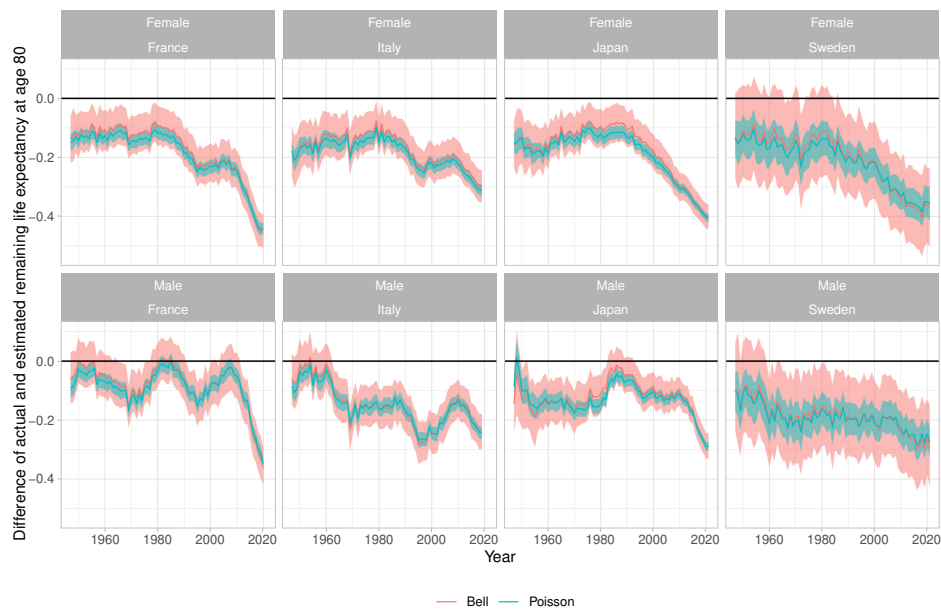 Female Female Female Female
France Italy Japan Sweden
0.0
−0.2
−0.4
Male Male Male Male
France Italy Japan Sweden
0.0
−0.2
−0.4
Difference of actual and estimated remaining life expectancy at age 80
1960 1980 2000 2020 1960 1980 2000 2020 1960 1980 2000 2020 1960 1980 2000 2020
Year
Bell Poisson